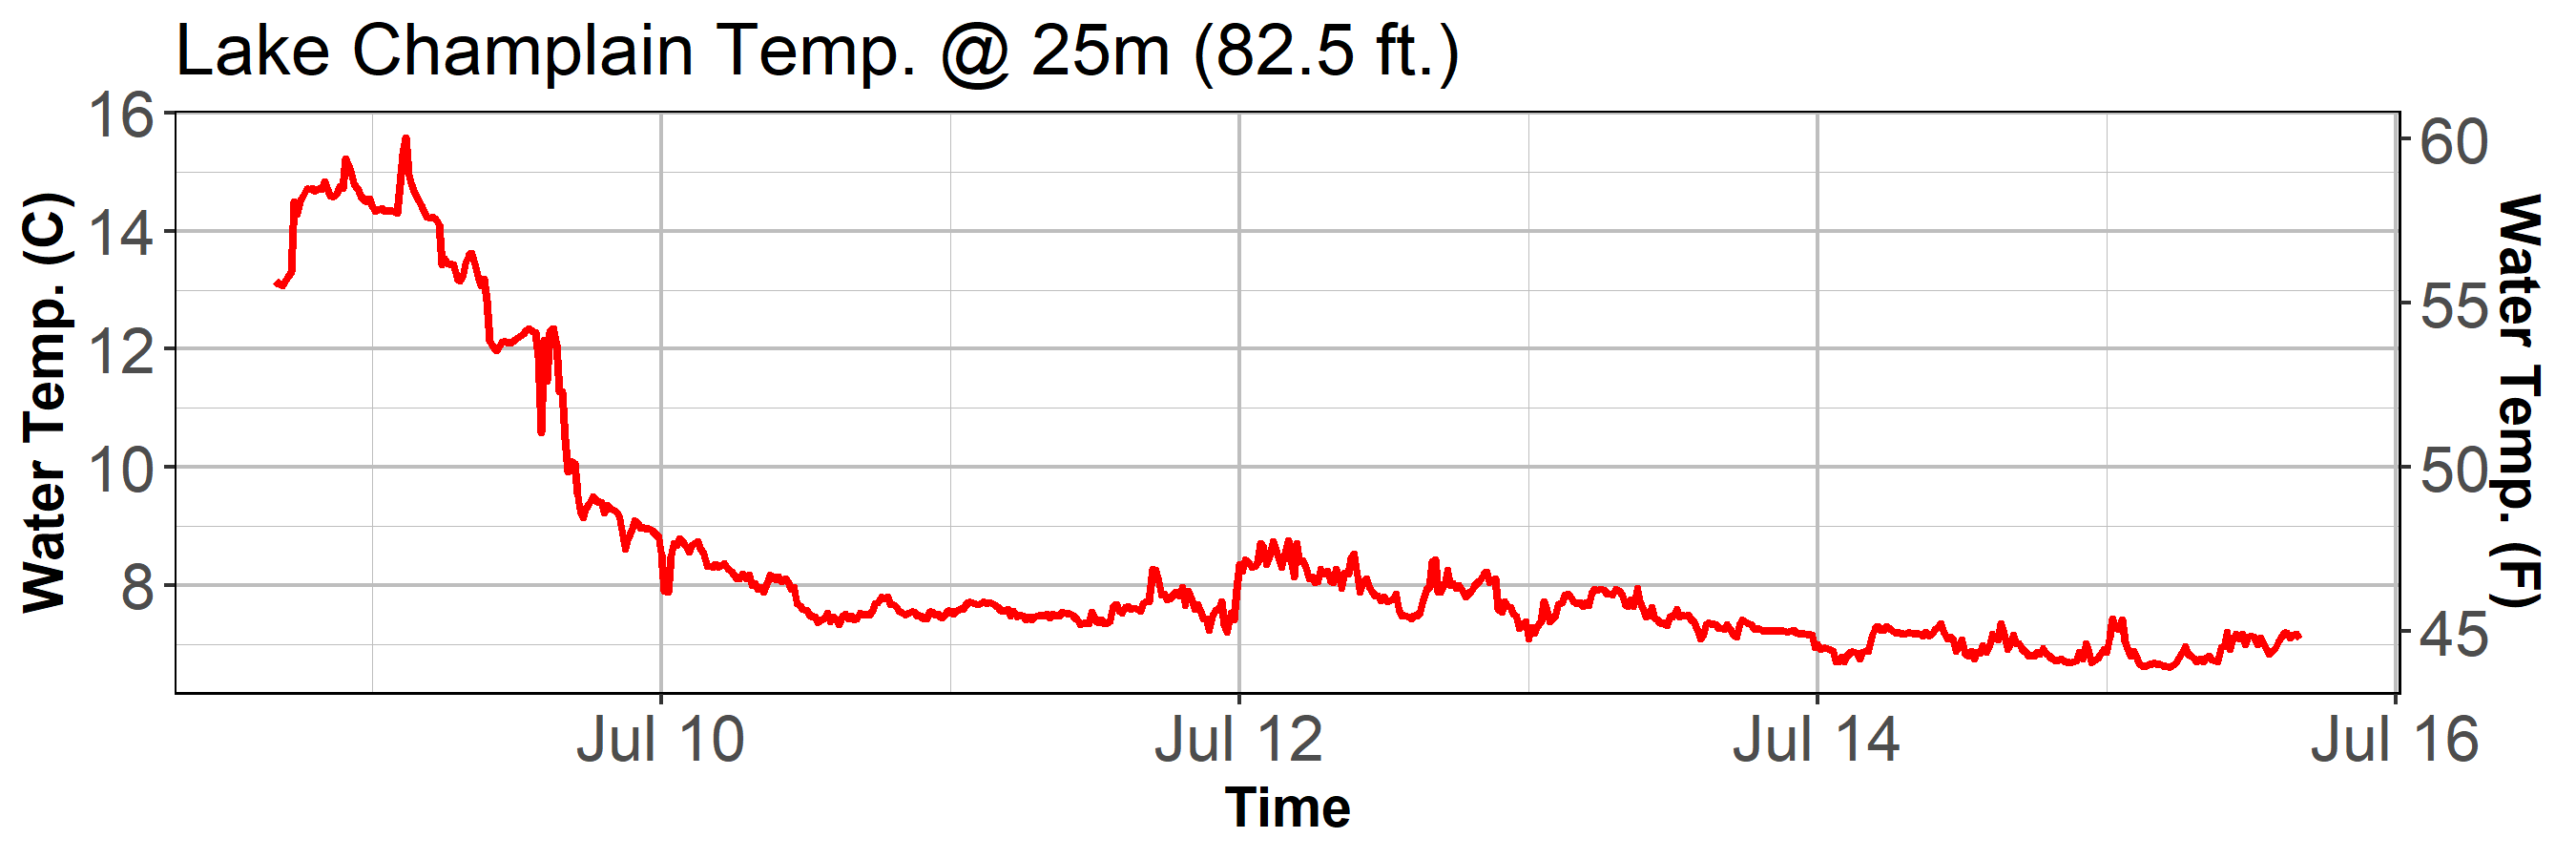 Lake Champlain Temp. @ 25m (82.5 ft.)
Water Temp. (C)
16
14
12
10
8
60
55
50
45
Water Temp. (F)
Jul 10
Jul 12
Jul 14
Jul 16
Time